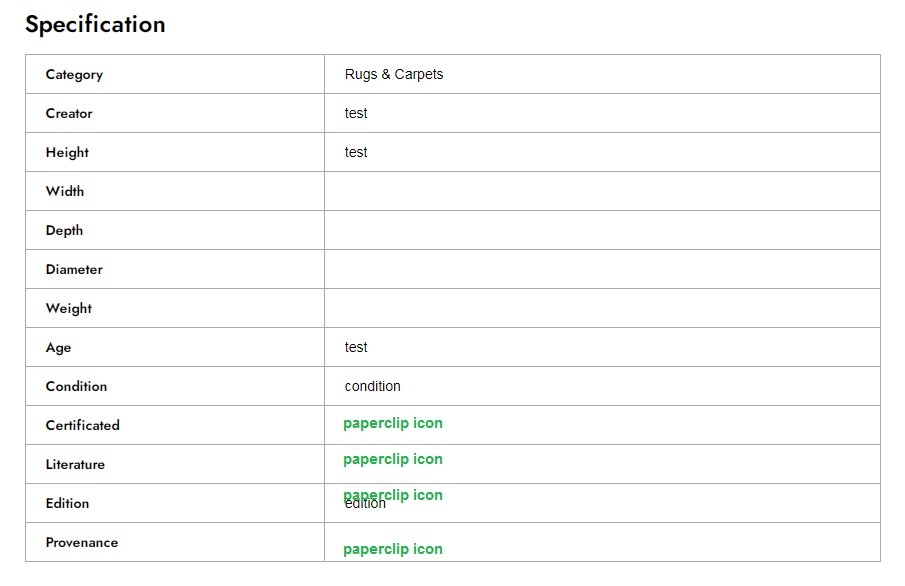 Specification
Category Rugs & Carpets
Creator test
Height test
Width
Depth
Diameter
Weight
Age test
Condition condition
Certificated paperclip icon
Literature paperclip icon
paperclip icon
Edition edition
Provenance paperclip icon